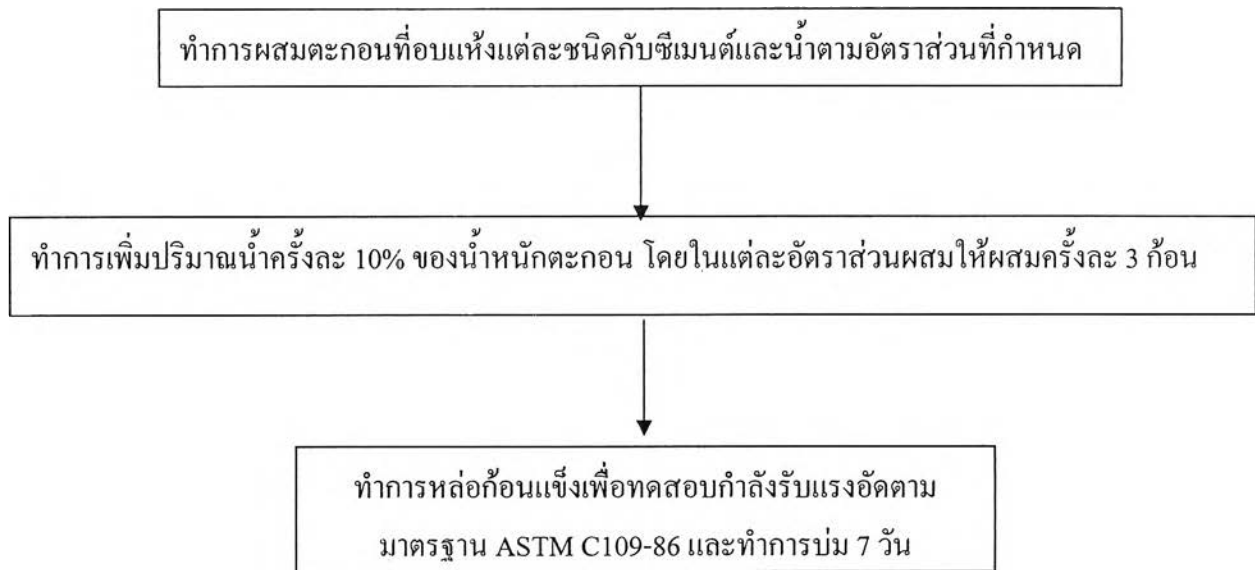 ทำการผสมตะกอนที่อบแห้งแต่ละชนิดกับซีเมนต์และน้ำตามอัตราส่วนที่กำหนด
ทำการเพิ่มปริมาณน้ำครั้งละ 10% ของน้ำหนักตะกอน โดยในแต่ละอัตราส่วนผสมให้ผสมครั้งละ 3 ก้อน
ทำการหล่อก้อนแข็งเพื่อทดสอบกำลังรับแรงอัดตาม
มาตรฐาน ASTM C109-86 และทำการบ่ม 7 วัน